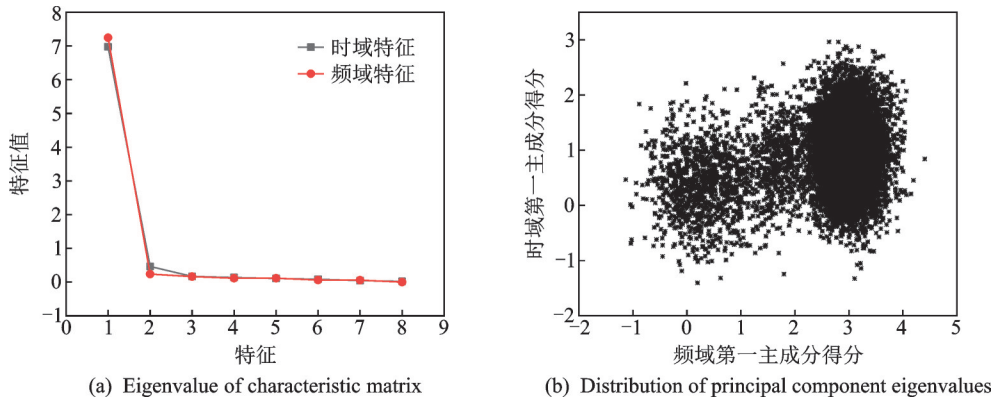 8
7
6
5
4
3
2
1
0
−1
特征值
时域特征
频域特征
0 1 2 3 4 5 6 7 8 9
特征
(a) Eigenvalue of characteristic matrix
3
2
1
0
−1
−2
时域第一主成分得分
−2 −1 0 1 2 3 4 5
频域第一主成分得分
(b) Distribution of principal component eigenvalues